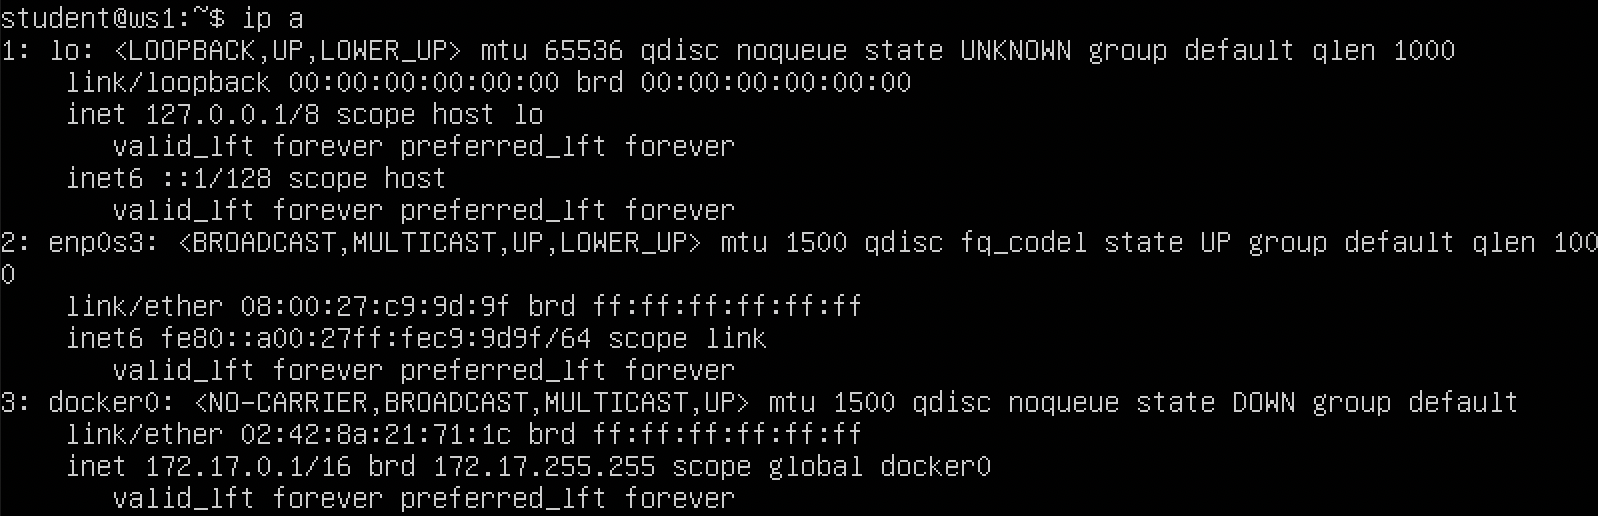 student@ws1:~$ ip a
1: lo: <LOOPBACK,UP,LOWER_UP> mtu 65536 qdisc noqueue state UNKNOWN group default qlen 1000
    link/loopback 00:00:00:00:00:00 brd 00:00:00:00:00:00
    inet 127.0.0.1/8 scope host lo
       valid_lft forever preferred_lft forever
    inet6 ::1/128 scope host
       valid_lft forever preferred_lft forever
2: enp0s3: <BROADCAST,MULTICAST,UP,LOWER_UP> mtu 1500 qdisc fq_codel state UP group default qlen 100
0
    link/ether 08:00:27:c9:9d:9f brd ff:ff:ff:ff:ff:ff
    inet6 fe80::a00:27ff:fec9:9d9f/64 scope link
       valid_lft forever preferred_lft forever
3: docker0: <NO-CARRIER,BROADCAST,MULTICAST,UP> mtu 1500 qdisc noqueue state DOWN group default
    link/ether 02:42:8a:21:71:1c brd ff:ff:ff:ff:ff:ff
    inet 172.17.0.1/16 brd 172.17.255.255 scope global docker0
       valid_lft forever preferred_lft forever